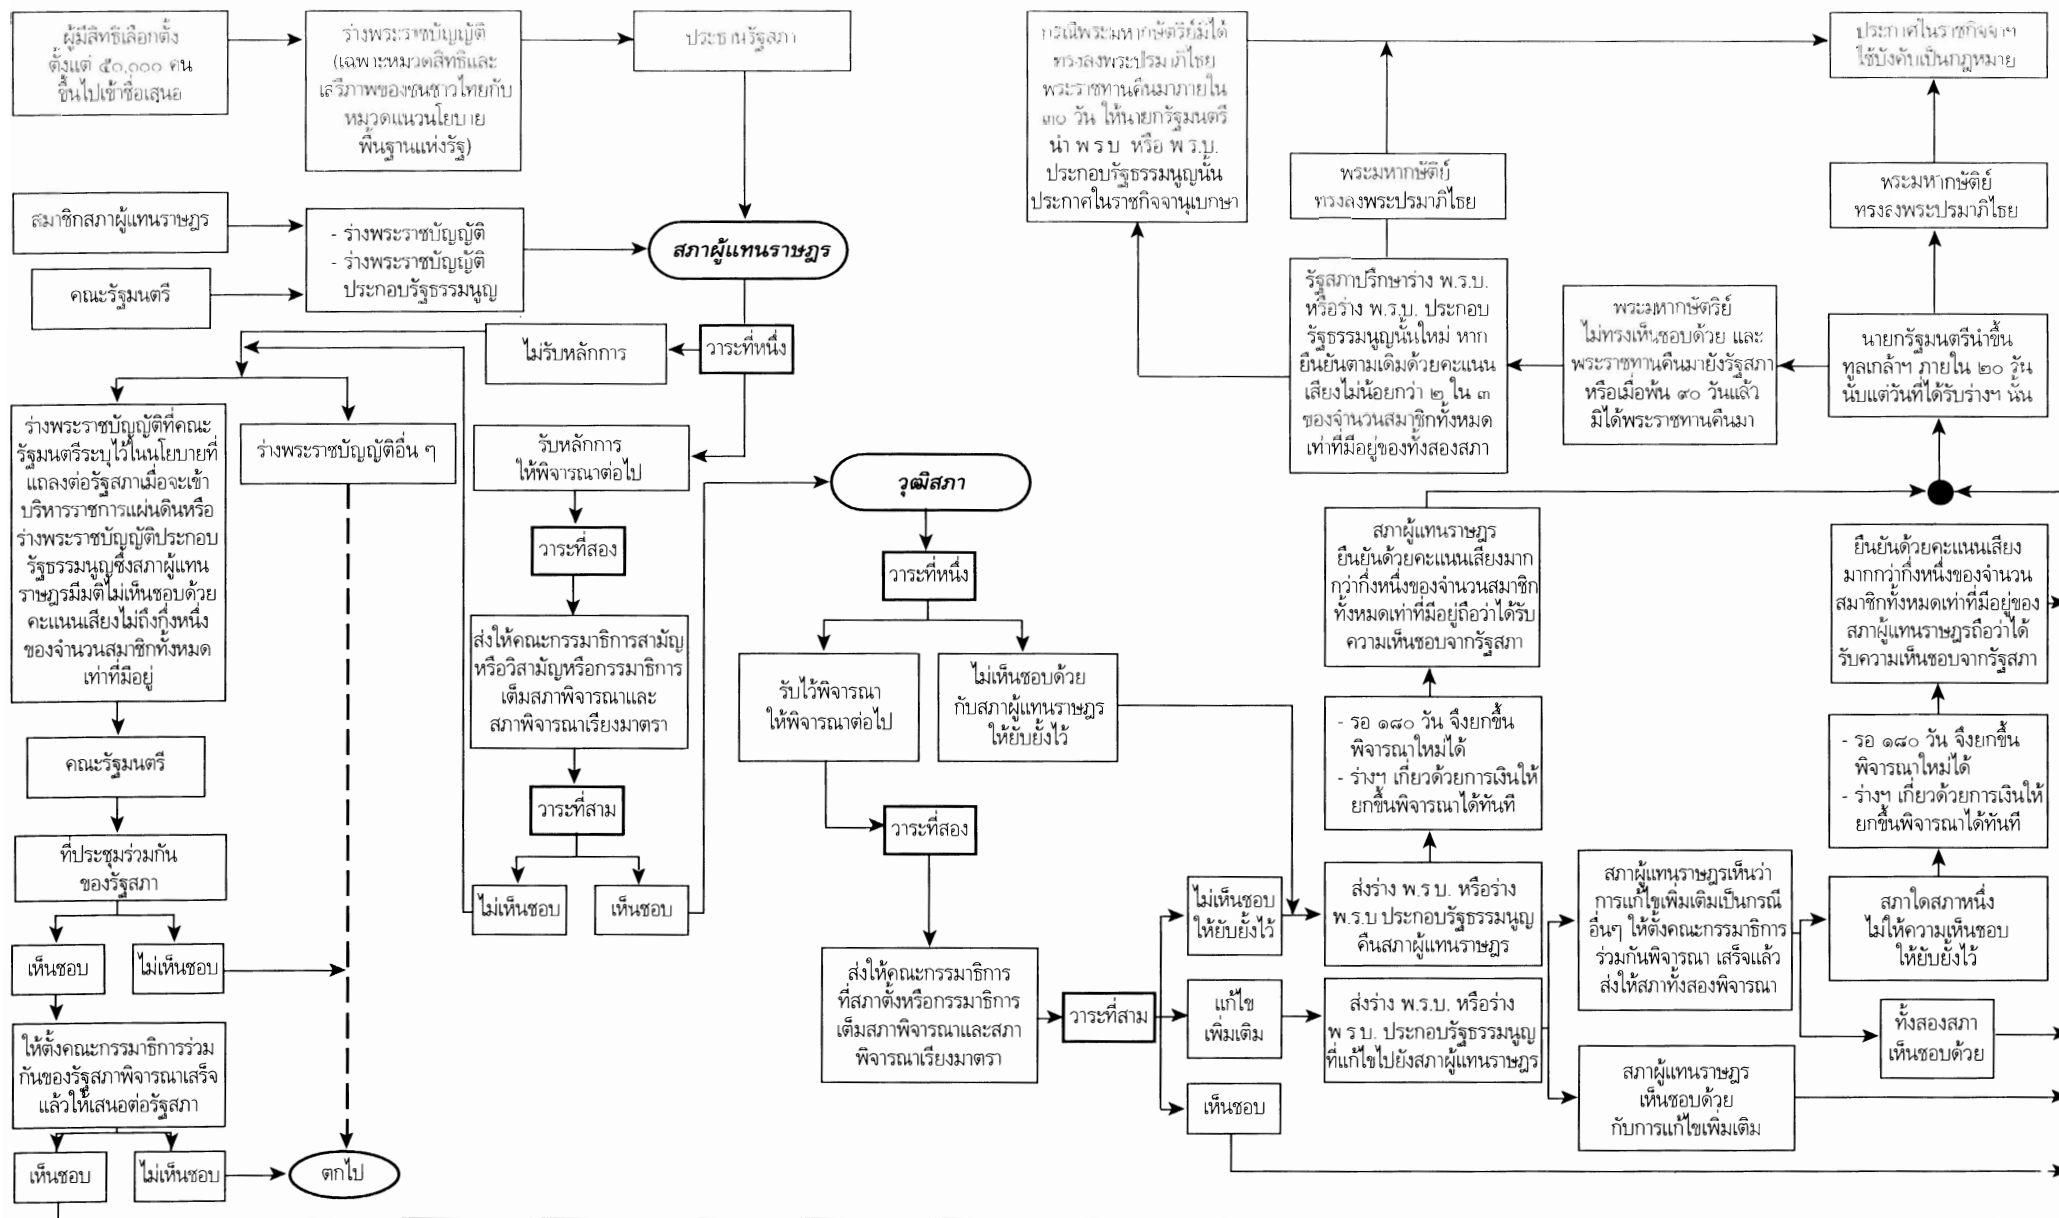 ผู้มีสิทธิเลือกตั้ง
ตั้งแต่ ๕๐,๐๐๐ คน
ขึ้นไปเข้าชื่อเสนอ
ร่างพระราชบัญญัติ
(เฉพาะหมวดสิทธิและ
เสรีภาพของชนชาวไทยกับ
หมวดแนวนโยบาย
พื้นฐานแห่งรัฐ)
ประธานรัฐสภา
สมาชิกสภาผู้แทนราษฎร
คณะรัฐมนตรี
- ร่างพระราชบัญญัติ
- ร่างพระราชบัญญัติ
ประกอบรัฐธรรมนูญ
สภาผู้แทนราษฎร
วาระที่หนึ่ง
ไม่รับหลักการ
ร่างพระราชบัญญัติที่คณะ
รัฐมนตรีระบุไว้ในนโยบายที่
แถลงต่อรัฐสภาเมื่อจะเข้า
บริหารราชการแผ่นดินหรือ
ร่างพระราชบัญญัติประกอบ
รัฐธรรมนูญซึ่งสภาผู้แทน
ราษฎรมีมติไม่เห็นชอบด้วย
คะแนนเสียงไม่ถึงกึ่งหนึ่ง
ของจำนวนสมาชิกทั้งหมด
เท่าที่มีอยู่
ร่างพระราชบัญญัติอื่น ๆ
คณะรัฐมนตรี
ที่ประชุมร่วมกัน
ของรัฐสภา
เห็นชอบ
ไม่เห็นชอบ
ให้ตั้งคณะกรรมาธิการร่วม
กันของรัฐสภาพิจารณาเสร็จ
แล้วให้เสนอต่อรัฐสภา
เห็นชอบ
ไม่เห็นชอบ
ตกไป
รับหลักการ
ให้พิจารณาต่อไป
วาระที่สอง
ส่งให้คณะกรรมาธิการสามัญ
หรือวิสามัญหรือกรรมาธิการ
เต็มสภาพิจารณาและ
สภาพิจารณาเรียงมาตรา
วาระที่สาม
ไม่เห็นชอบ
เห็นชอบ
วุฒิสภา
วาระที่หนึ่ง
รับไว้พิจารณา
ให้พิจารณาต่อไป
ไม่เห็นชอบด้วย
กับสภาผู้แทนราษฎร
ให้ยับยั้งไว้
วาระที่สอง
ส่งให้คณะกรรมาธิการ
ที่สภาตั้งหรือกรรมาธิการ
เต็มสภาพิจารณาและสภา
พิจารณาเรียงมาตรา
วาระที่สาม
ไม่เห็นชอบ
ให้ยับยั้งไว้
แก้ไข
เพิ่มเติม
เห็นชอบ
ส่งร่าง พ.ร บ. หรือร่าง
พ.ร.บ ประกอบรัฐธรรมนูญ
คืนสภาผู้แทนราษฎร
ส่งร่าง พ.ร.บ. หรือร่าง
พ ร บ. ประกอบรัฐธรรมนูญ
ที่แก้ไขไปยังสภาผู้แทนราษฎร
- รอ ๑๘๐ วัน จึงยกขึ้น
พิจารณาใหม่ได้
- ร่างฯ เกี่ยวด้วยการเงินให้
ยกขึ้นพิจารณาได้ทันที
สภาผู้แทนราษฎร
ยืนยันด้วยคะแนนเสียงมาก
กว่ากึ่งหนึ่งของจำนวนสมาชิก
ทั้งหมดเท่าที่มีอยู่ถือว่าได้รับ
ความเห็นชอบจากรัฐสภา
สภาผู้แทนราษฎรเห็นว่า
การแก้ไขเพิ่มเติมเป็นกรณี
อื่นๆ ให้ตั้งคณะกรรมาธิการ
ร่วมกันพิจารณา เสร็จแล้ว
ส่งให้สภาทั้งสองพิจารณา
สภาผู้แทนราษฎร
เห็นชอบด้วย
กับการแก้ไขเพิ่มเติม
สภาใดสภาหนึ่ง
ไม่ให้ความเห็นชอบ
ให้ยับยั้งไว้
ทั้งสองสภา
เห็นชอบด้วย
- รอ ๑๘๐ วัน จึงยกขึ้น
พิจารณาใหม่ได้
- ร่างฯ เกี่ยวด้วยการเงินให้
ยกขึ้นพิจารณาได้ทันที
ยืนยันด้วยคะแนนเสียง
มากกว่ากึ่งหนึ่งของจำนวน
สมาชิกทั้งหมดเท่าที่มีอยู่ของ
สภาผู้แทนราษฎรถือว่าได้
รับความเห็นชอบจากรัฐสภา
นายกรัฐมนตรีนำขึ้น
ทูลเกล้าฯ ภายใน ๒๐ วัน
นับแต่วันที่ได้รับร่างฯ นั้น
พระมหากษัติย์
ทรงลงพระปรมาภิไธย
ประกาศในราชกิจจาฯ
ใช้บังคับเป็นกฎหมาย
พระมหากษัตริย์
ไม่ทรงเห็นชอบด้วย และ
พระราชทานคืนมายังรัฐสภา
หรือเมื่อพ้น ๙๐ วันแล้ว
มิได้พระราชทานคืนมา
รัฐสภาปรึกษาร่าง พ.ร.บ.
หรือร่าง พ.ร.บ. ประกอบ
รัฐธรรมนูญนั้นใหม่ หาก
ยืนยันตามเดิมด้วยคะแนน
เสียงไม่น้อยกว่า ๒ ใน ๓
ของจำนวนสมาชิกทั้งหมด
เท่าที่มีอยู่ของทั้งสองสภา
พระมหากษัติย์
ทรงลงพระปรมาภิไธย
กรณีพระมหากษัตริย์มิได้
ทรงลงพระปรมาภิไธย
พระราชทานคืนมาภายใน
๓๐ วัน ให้นายกรัฐมนตรี
นำ พ ร บ หรือ พ ร.บ.
ประกอบรัฐธรรมนูญนั้น
ประกาศในราชกิจจานุเบกษา